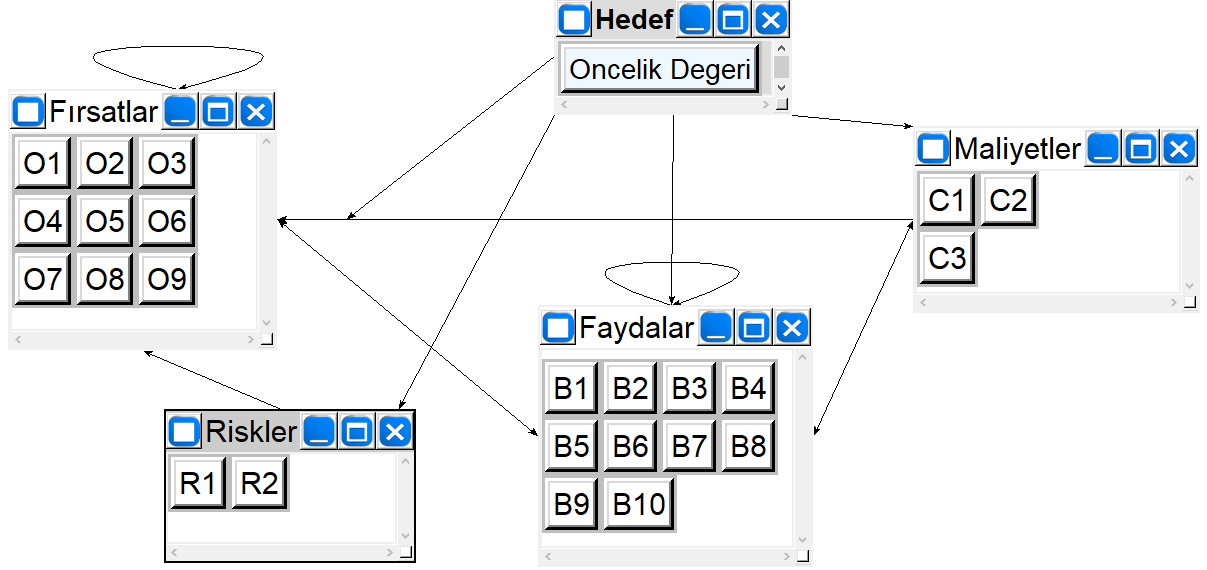 Hedef
Oncelik Degeri
Fırsatlar
O1 O2 O3
O4 O5 O6
O7 O8 O9
Maliyetler
C1 C2
C3
Faydalar
B1 B2 B3 B4
B5 B6 B7 B8
B9 B10
Riskler
R1 R2